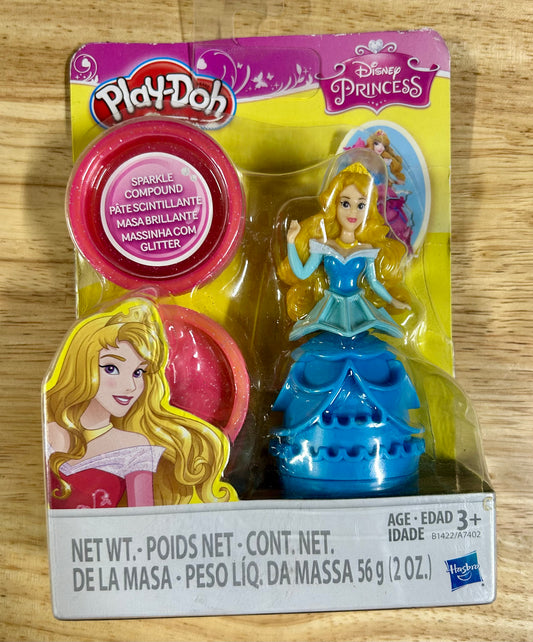 Play-Doh
Disney
PRINCESS
SPARKLE
COMPOUND
PÂTE SCINTILLANTE
MASA BRILLANTE
MASSINHA COM
GLITTER
AGE · EDAD 3+
IDADE B1422/A7402
NET WT. · POIDS NET · CONT. NET.
DE LA MASA · PESO LÍQ. DA MASSA 56 g (2 OZ.)
Hasbro